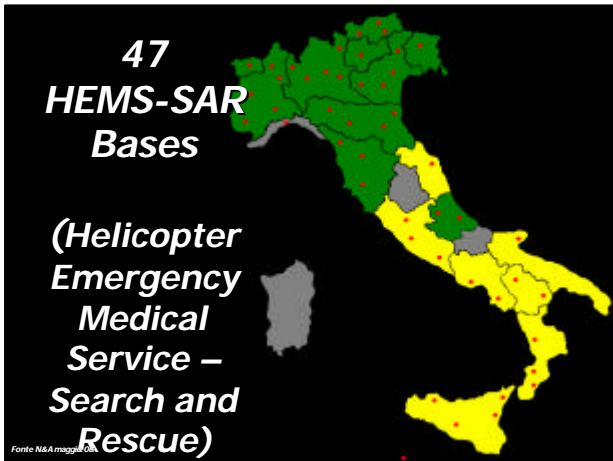 47
HEMS-SAR
Bases
(Helicopter
Emergency
Medical
Service –
Search and
Rescue)
Fonte N&A maggio 08